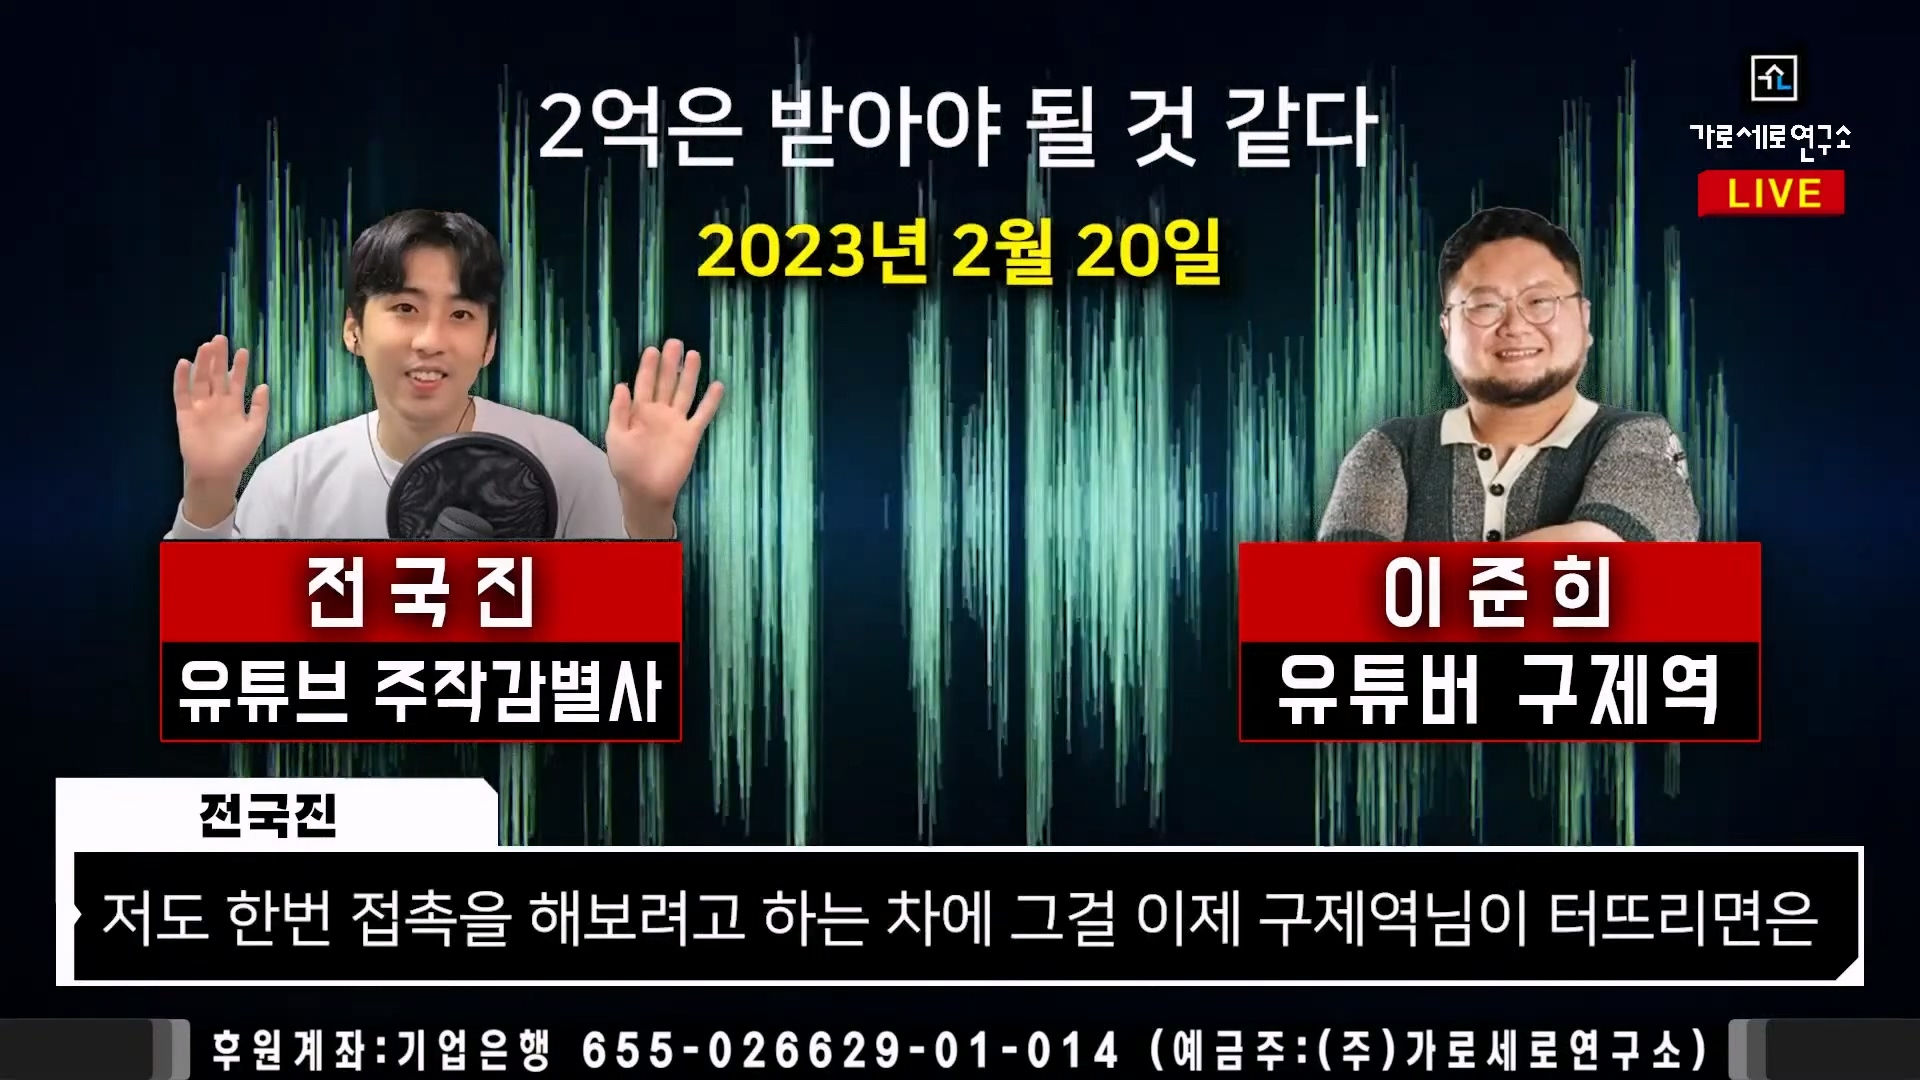 2억은 받아야 될 것 같다
가로세로연구소
LIVE
2023년 2월 20일
전국진
유튜브 주작감별사
이준희
유튜버 구제역
전국진
저도 한번 접촉을 해보려고 하는 차에 그걸 이제 구제역님이 터뜨리면은
후원계좌:기업은행 655-026629-01-014 (예금주:(주)가로세로연구소)